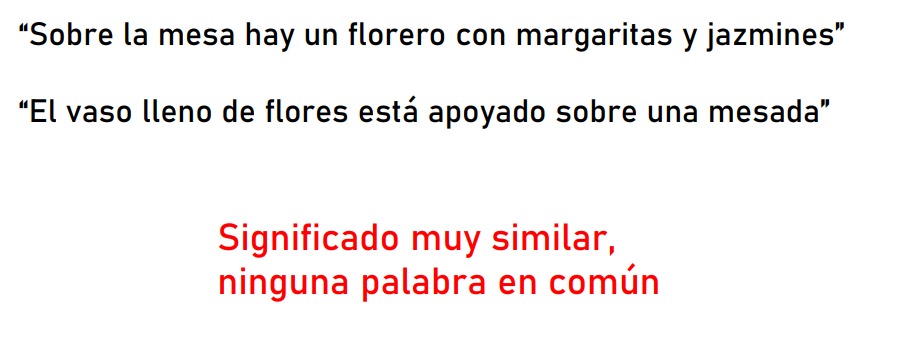 “Sobre la mesa hay un florero con margaritas y jazmines”
“El vaso lleno de flores está apoyado sobre una mesada”
Significado muy similar,
ninguna palabra en común